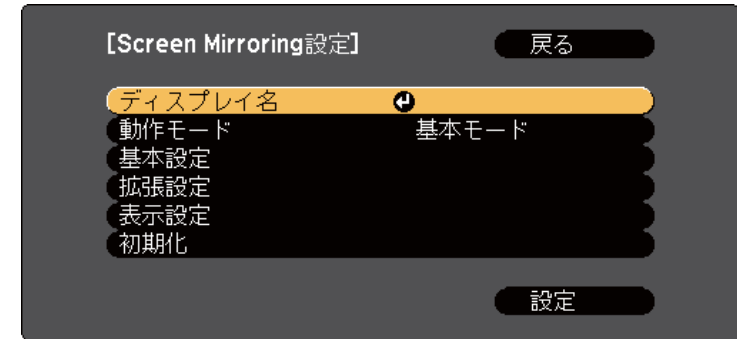 [Screen Mirroring設定] 戻る
ディスプレイ名
動作モード 基本モード
基本設定
拡張設定
表示設定
初期化
設定